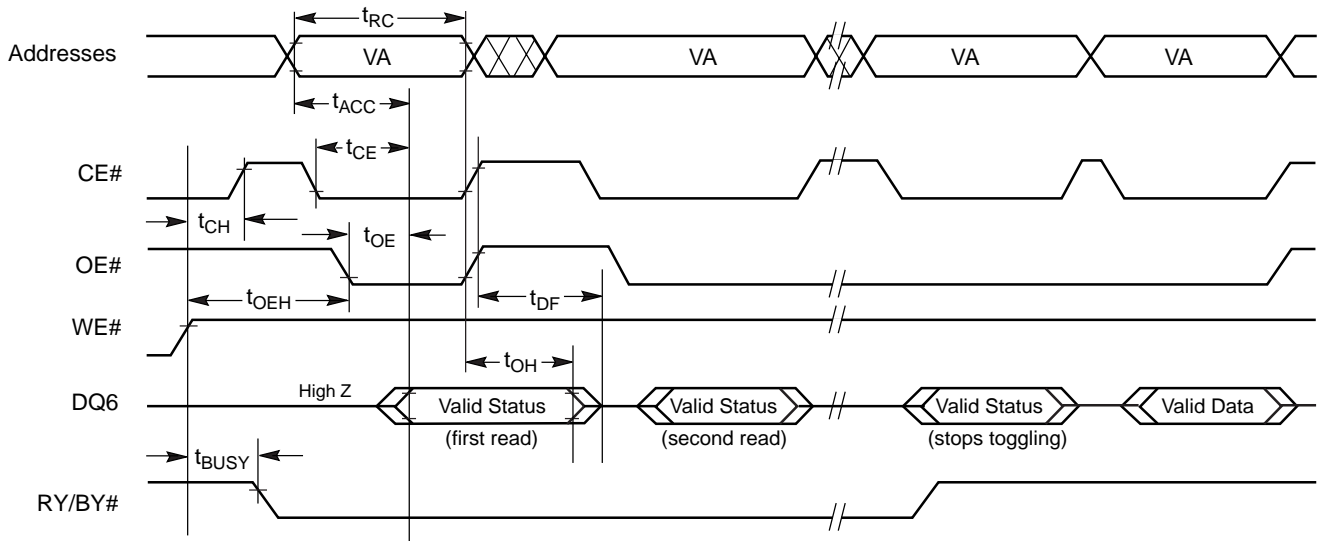 tRC
Addresses VA VA VA VA
tACC
tCE
CE#
tCH tOE
OE#
tOEH tDF
WE#
tOH
High Z
DQ6 Valid Status Valid Status Valid Status Valid Data
(first read) (second read) (stops toggling)
tBUSY
RY/BY#